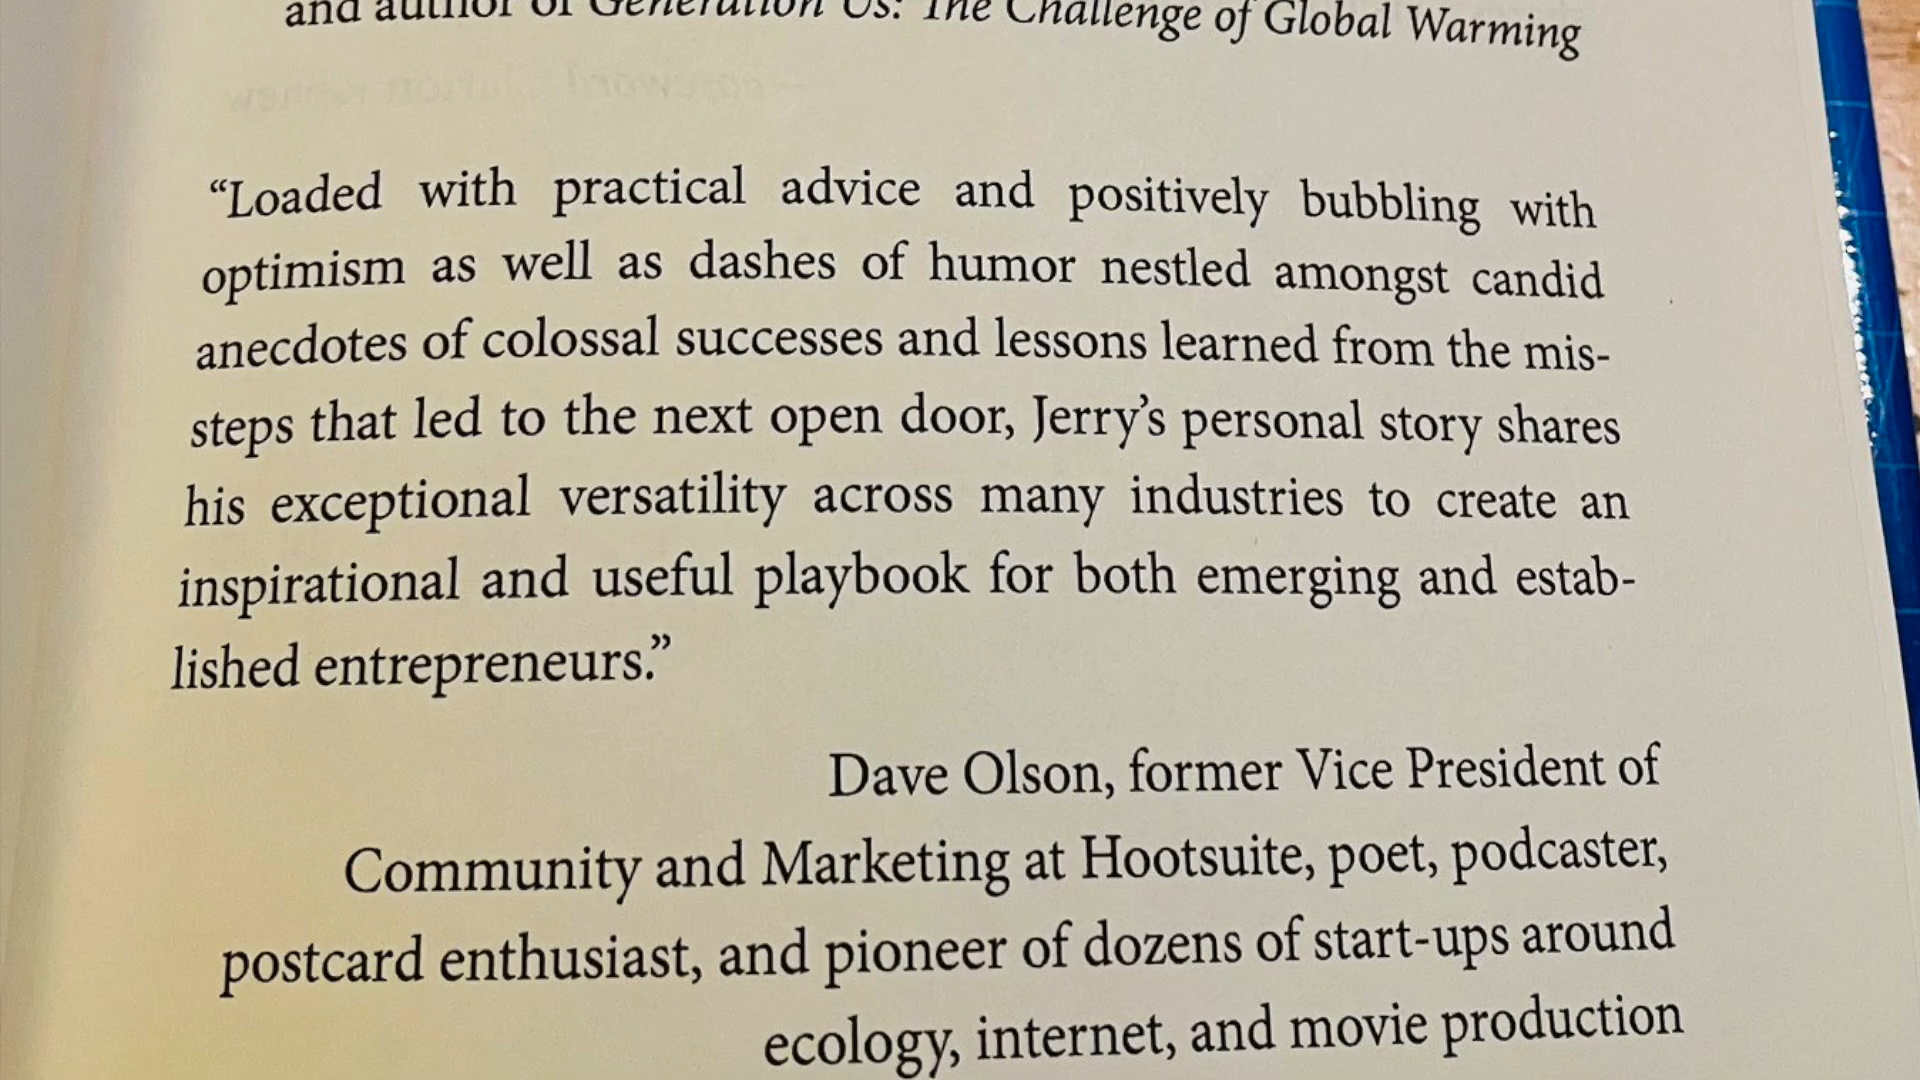 and author of Generation Us: The Challenge of Global Warming
“Loaded with practical advice and positively bubbling with
optimism as well as dashes of humor nestled amongst candid
anecdotes of colossal successes and lessons learned from the mis-
steps that led to the next open door, Jerry’s personal story shares
his exceptional versatility across many industries to create an
inspirational and useful playbook for both emerging and estab-
lished entrepreneurs.”
Dave Olson, former Vice President of
Community and Marketing at Hootsuite, poet, podcaster,
postcard enthusiast, and pioneer of dozens of start-ups around
ecology, internet, and movie production